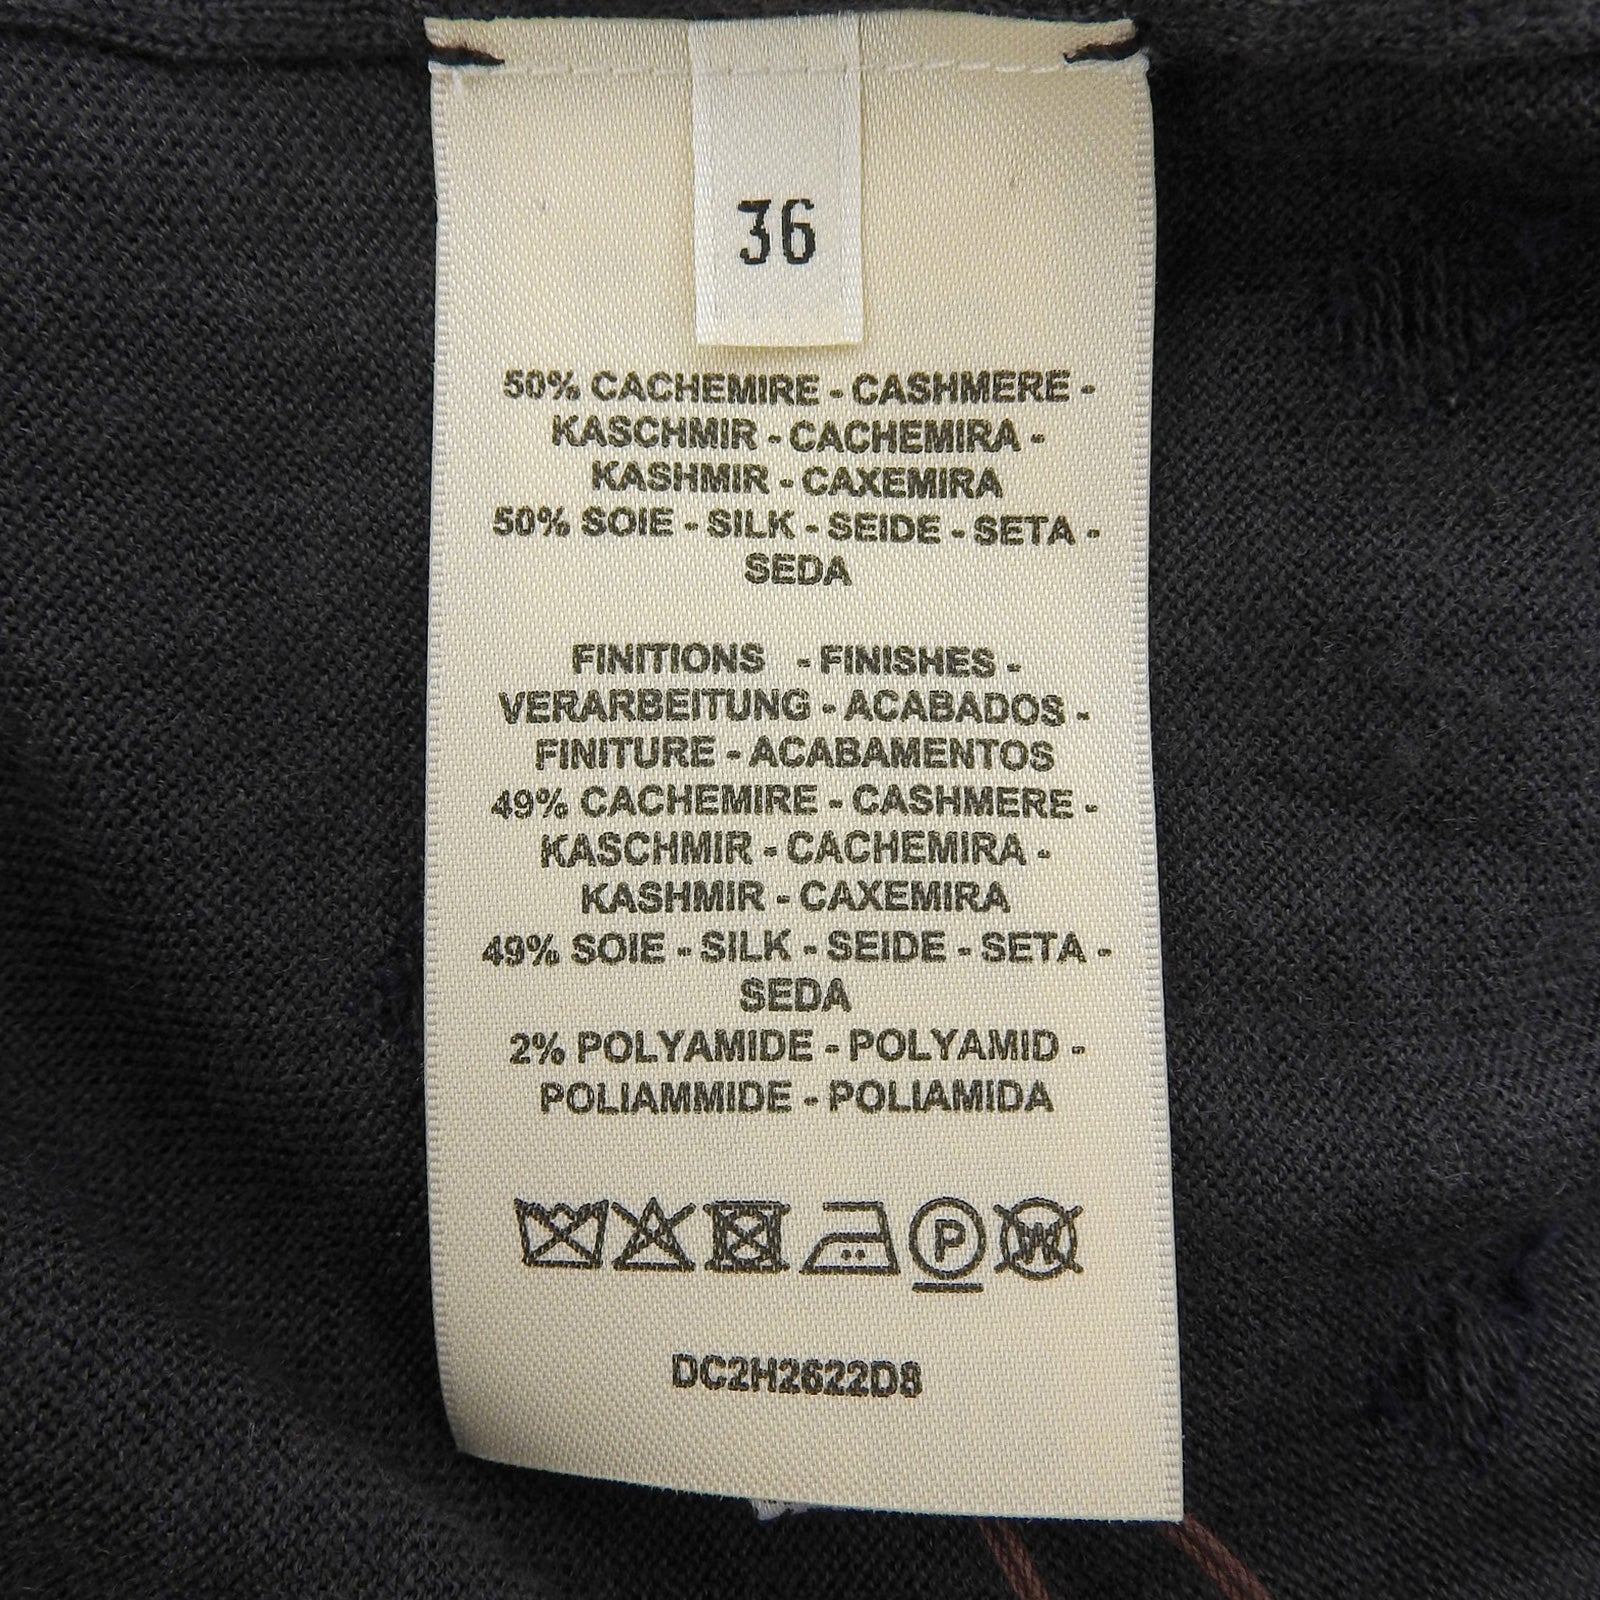 36
50% CACHEMIRE - CASHMERE -
KASCHMIR - CACHEMIRA -
KASHMIR - CAXEMIRA
50% SOIE - SILK - SEIDE - SETA -
SEDA
FINITIONS - FINISHES -
VERARBEITUNG - ACABADOS -
FINITURE - ACABAMENTOS
49% CACHEMIRE - CASHMERE -
KASCHMIR - CACHEMIRA -
KASHMIR - CAXEMIRA
49% SOIE - SILK - SEIDE - SETA -
SEDA
2% POLYAMIDE - POLYAMID -
POLIAMMIDE - POLIAMIDA
P W
DC2H2622D8